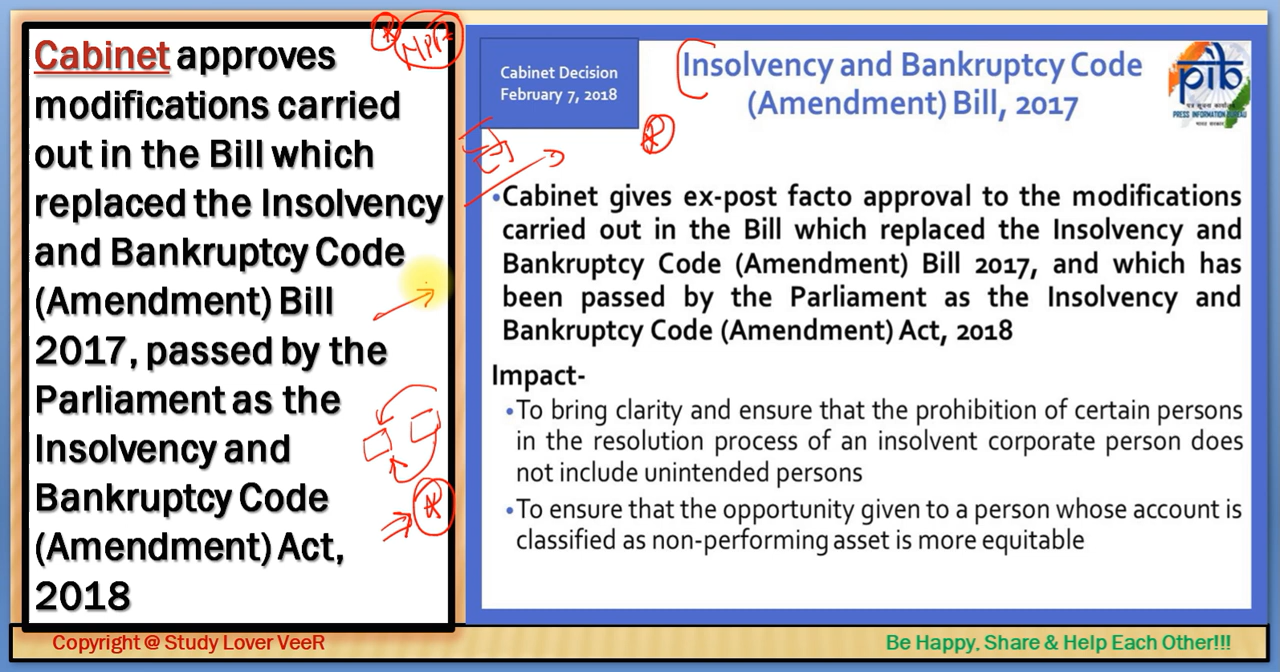 Cabinet approves
modifications carried
out in the Bill which
replaced the Insolvency
and Bankruptcy Code
(Amendment) Bill
2017, passed by the
Parliament as the
Insolvency and
Bankruptcy Code
(Amendment) Act,
2018
Cabinet Decision
February 7, 2018
Insolvency and Bankruptcy Code
(Amendment) Bill, 2017
pib
पत्र सूचना कार्यालय
PRESS INFORMATION BUREAU
भारत सरकार
•Cabinet gives ex-post facto approval to the modifications
carried out in the Bill which replaced the Insolvency and
Bankruptcy Code (Amendment) Bill 2017, and which has
been passed by the Parliament as the Insolvency and
Bankruptcy Code (Amendment) Act, 2018
Impact-
•To bring clarity and ensure that the prohibition of certain persons
in the resolution process of an insolvent corporate person does
not include unintended persons
•To ensure that the opportunity given to a person whose account is
classified as non-performing asset is more equitable
Copyright @ Study Lover VeeR
Be Happy, Share & Help Each Other!!!